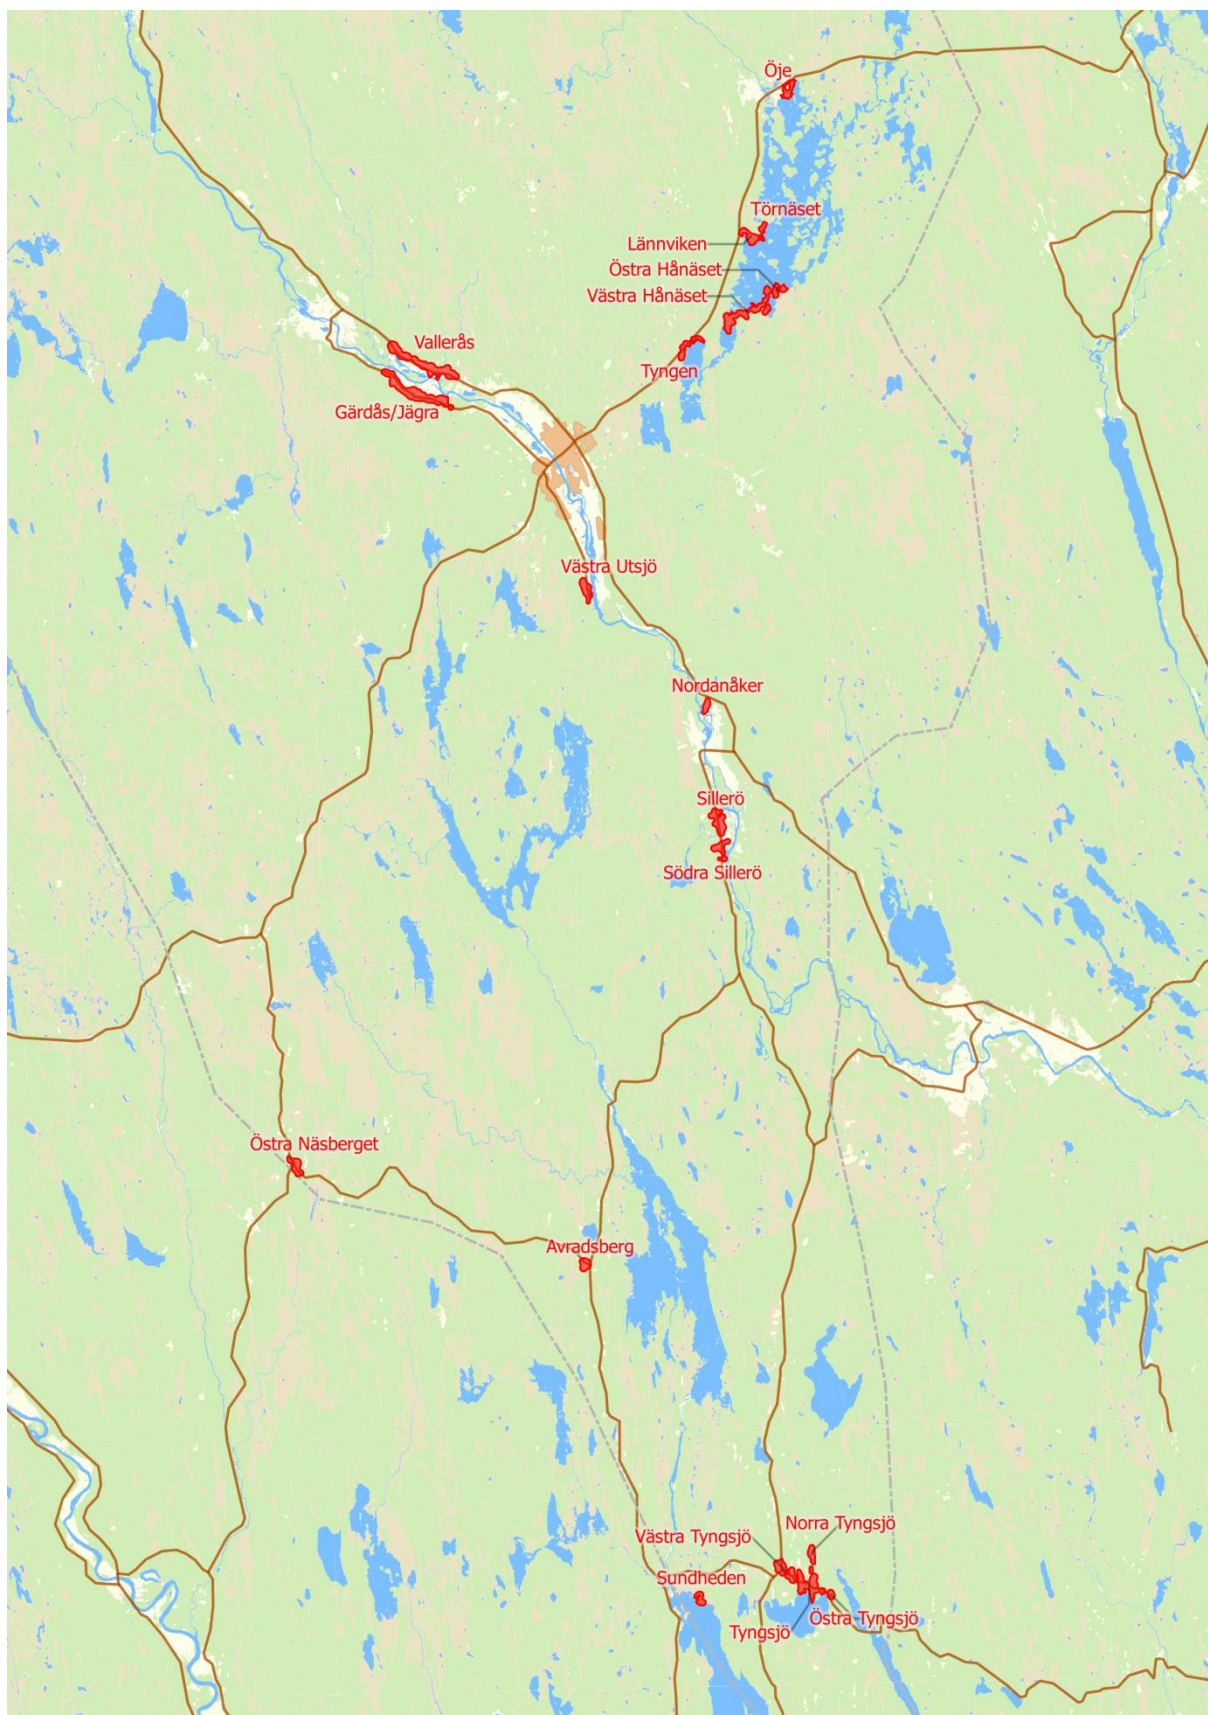 Öje
Törnäset
Lännviken
Östra Hånäset
Västra Hånäset
Vallerås
Tyngen
Gärdås/Jägra
Västra Utsjö
Nordanåker
Sillerö
Södra Sillerö
Östra Näsberget
Avradsberg
Norra Tyngsjö
Västra Tyngsjö
Sundheden
Östra Tyngsjö
Tyngsjö